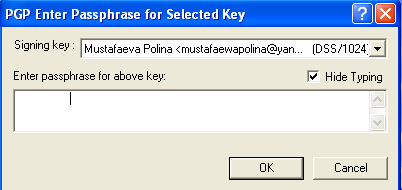 PGP Enter Passphrase for Selected Key
Signing key : Mustafaeva Polina <mustafaewapolina@yan... (DSS/1024)
Enter passphrase for above key: Hide Typing
OK Cancel